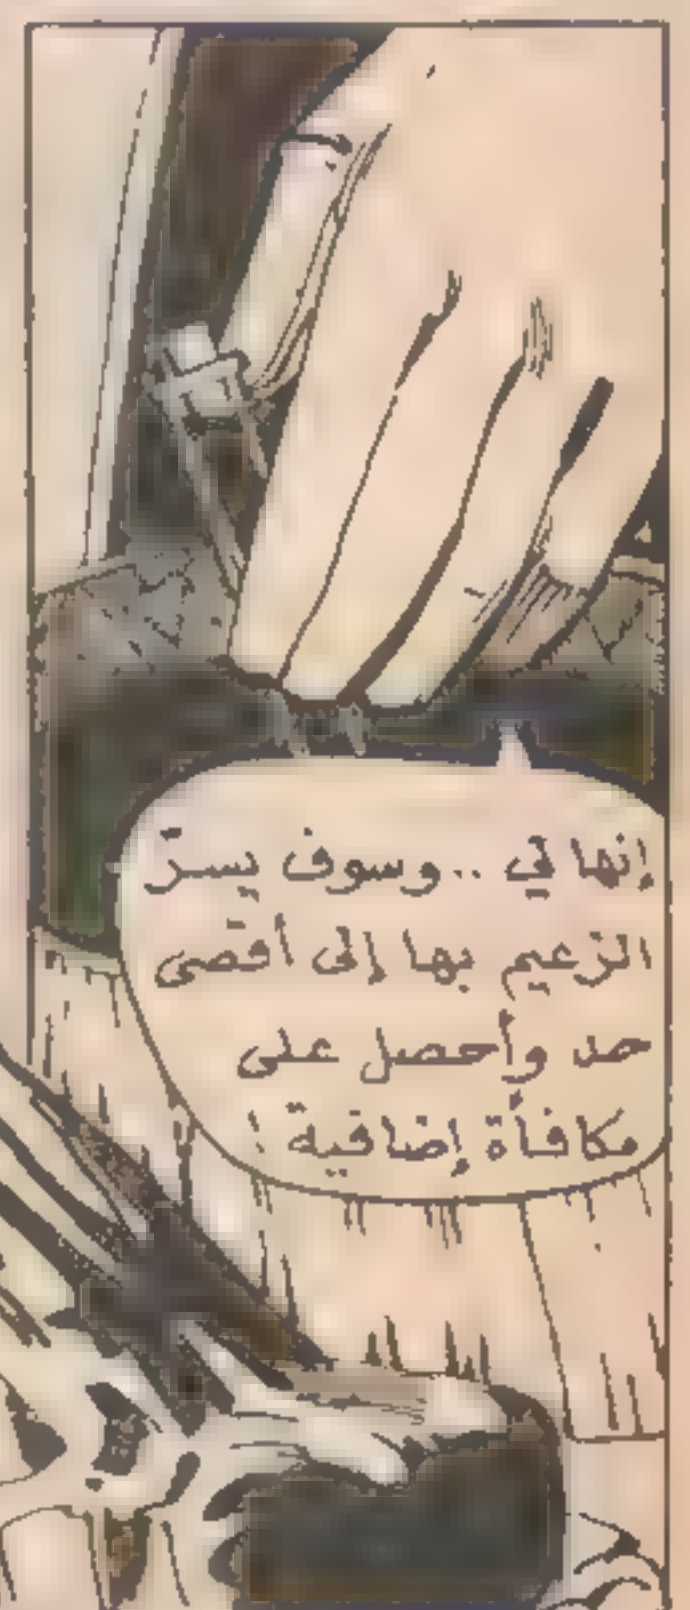 إنها لي ..وسوف يسرّ
الزعيم بها إلى أقصى
حد وأحصل على
مكافأة إضافية !